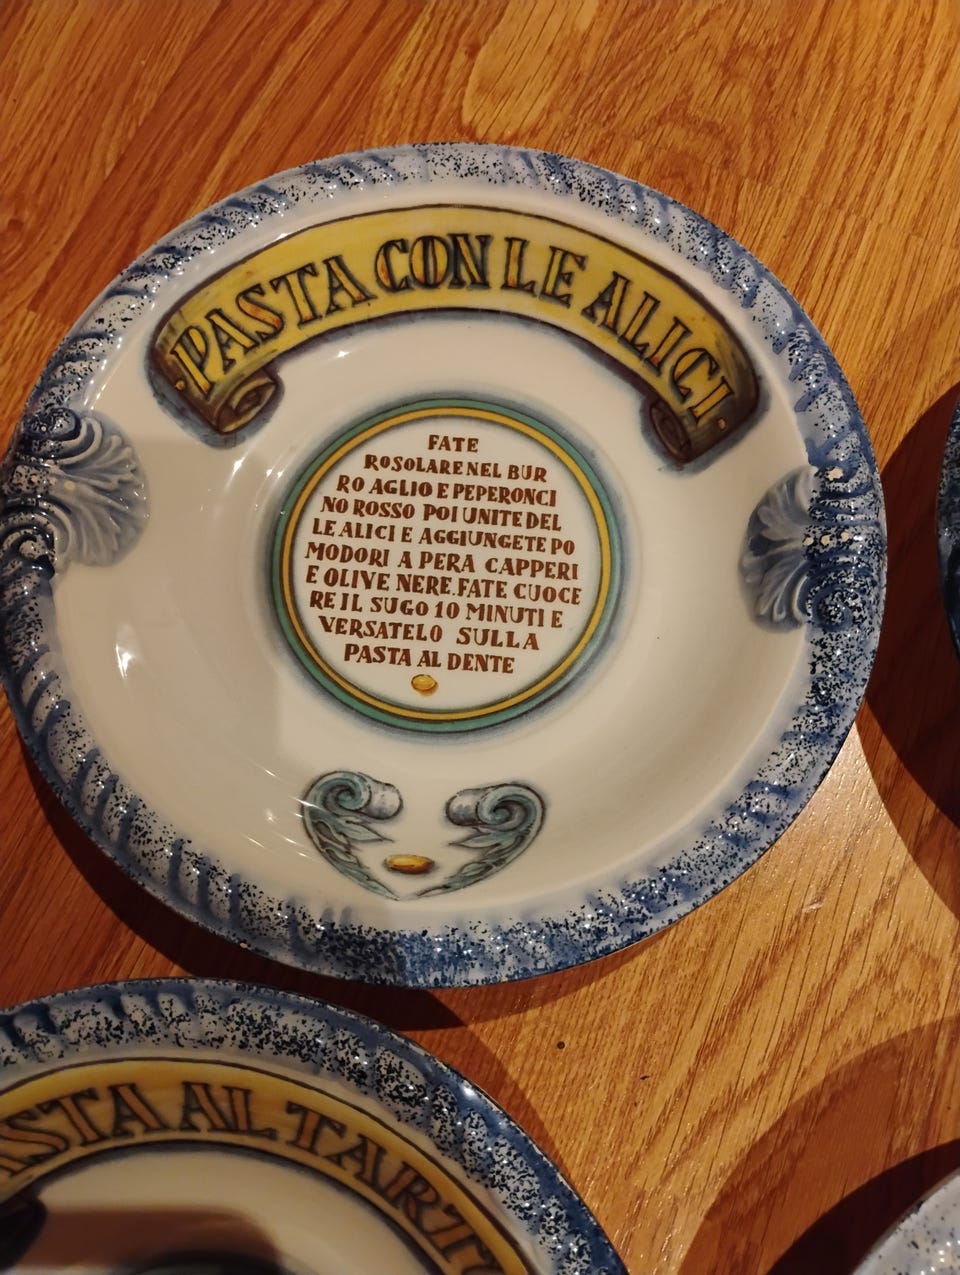 PASTA CON LE ALICI
FATE
ROSOLARE NEL BUR
RO AGLIO E PEPERONCI
NO ROSSO POI UNITE DEL
LE ALICI E AGGIUNGETE PO
MODORI A PERA CAPPERI
E OLIVE NERE. FATE CUOCE
RE IL SUGO 10 MINUTI E
VERSATELO SULLA
PASTA AL DENTE
ASTA AL TART